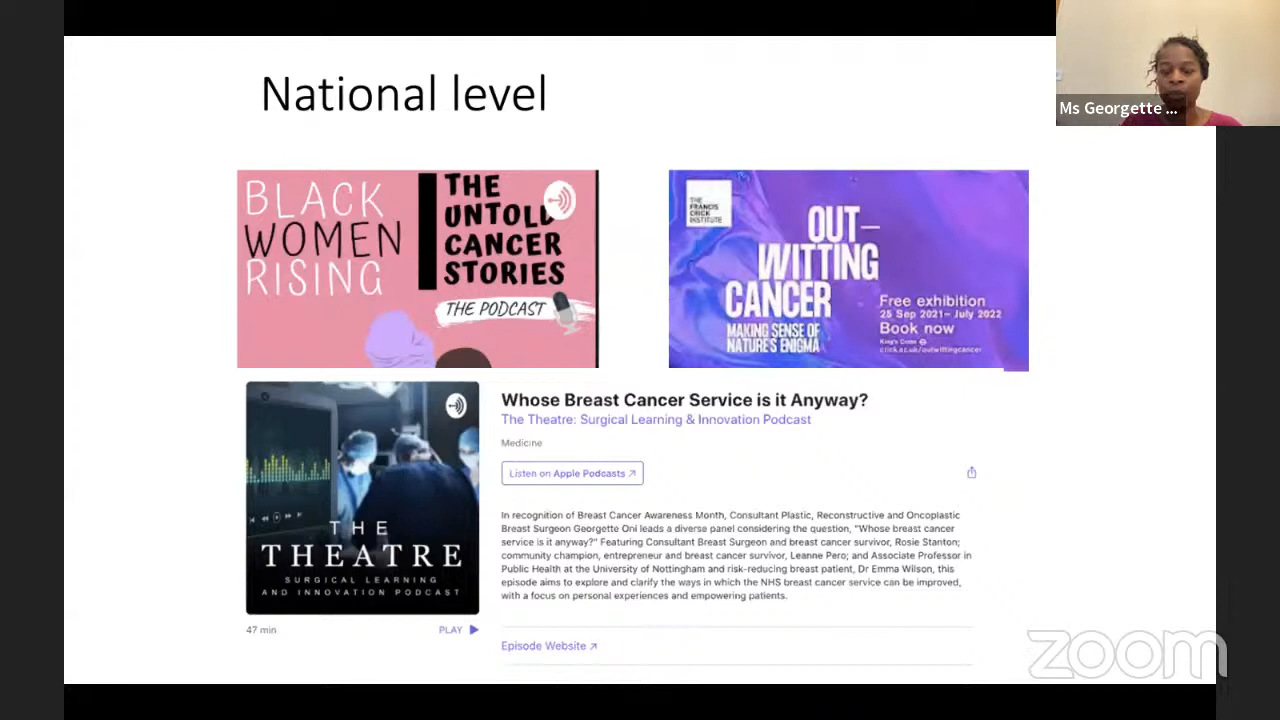 National level
Ms Georgette ...
BLACK
WOMEN
RISING
THE
UNTOLD
CANCER
STORIES
THE PODCAST
THE
FRANCIS
CRICK
INSTITUTE
OUT–
WITTING
CANCER
MAKING SENSE OF
NATURE'S ENIGMA
Free exhibition
25 Sep 2021– July 2022
Book now
King's Cross
crick.ac.uk/outwittingcancer
THE
THEATRE
SURGICAL LEARNING
AND INNOVATION PODCAST
47 min
PLAY
Whose Breast Cancer Service is it Anyway?
The Theatre: Surgical Learning & Innovation Podcast
Medicine
Listen on Apple Podcasts ↗
In recognition of Breast Cancer Awareness Month, Consultant Plastic, Reconstructive and Oncoplastic
Breast Surgeon Georgette Oni leads a diverse panel considering the question, "Whose breast cancer
service is it anyway?" Featuring Consultant Breast Surgeon and breast cancer survivor, Rosie Stanton;
community champion, entrepreneur and breast cancer survivor, Leanne Pero; and Associate Professor in
Public Health at the University of Nottingham and risk-reducing breast patient, Dr Emma Wilson, this
episode aims to explore and clarify the ways in which the NHS breast cancer service can be improved,
with a focus on personal experiences and empowering patients.
Episode Website ↗
zoom